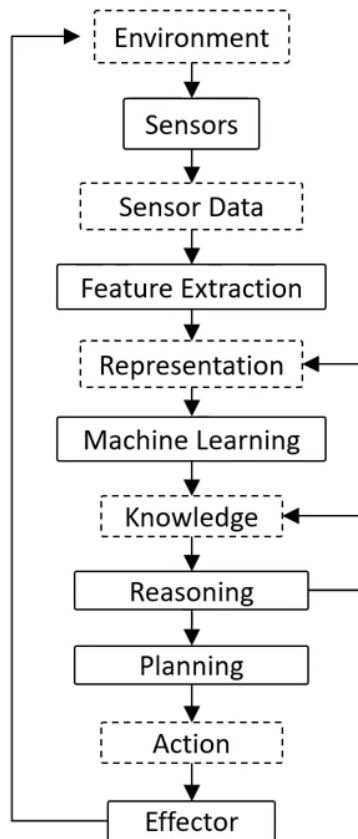 Environment
Sensors
Sensor Data
Feature Extraction
Representation
Machine Learning
Knowledge
Reasoning
Planning
Action
Effector